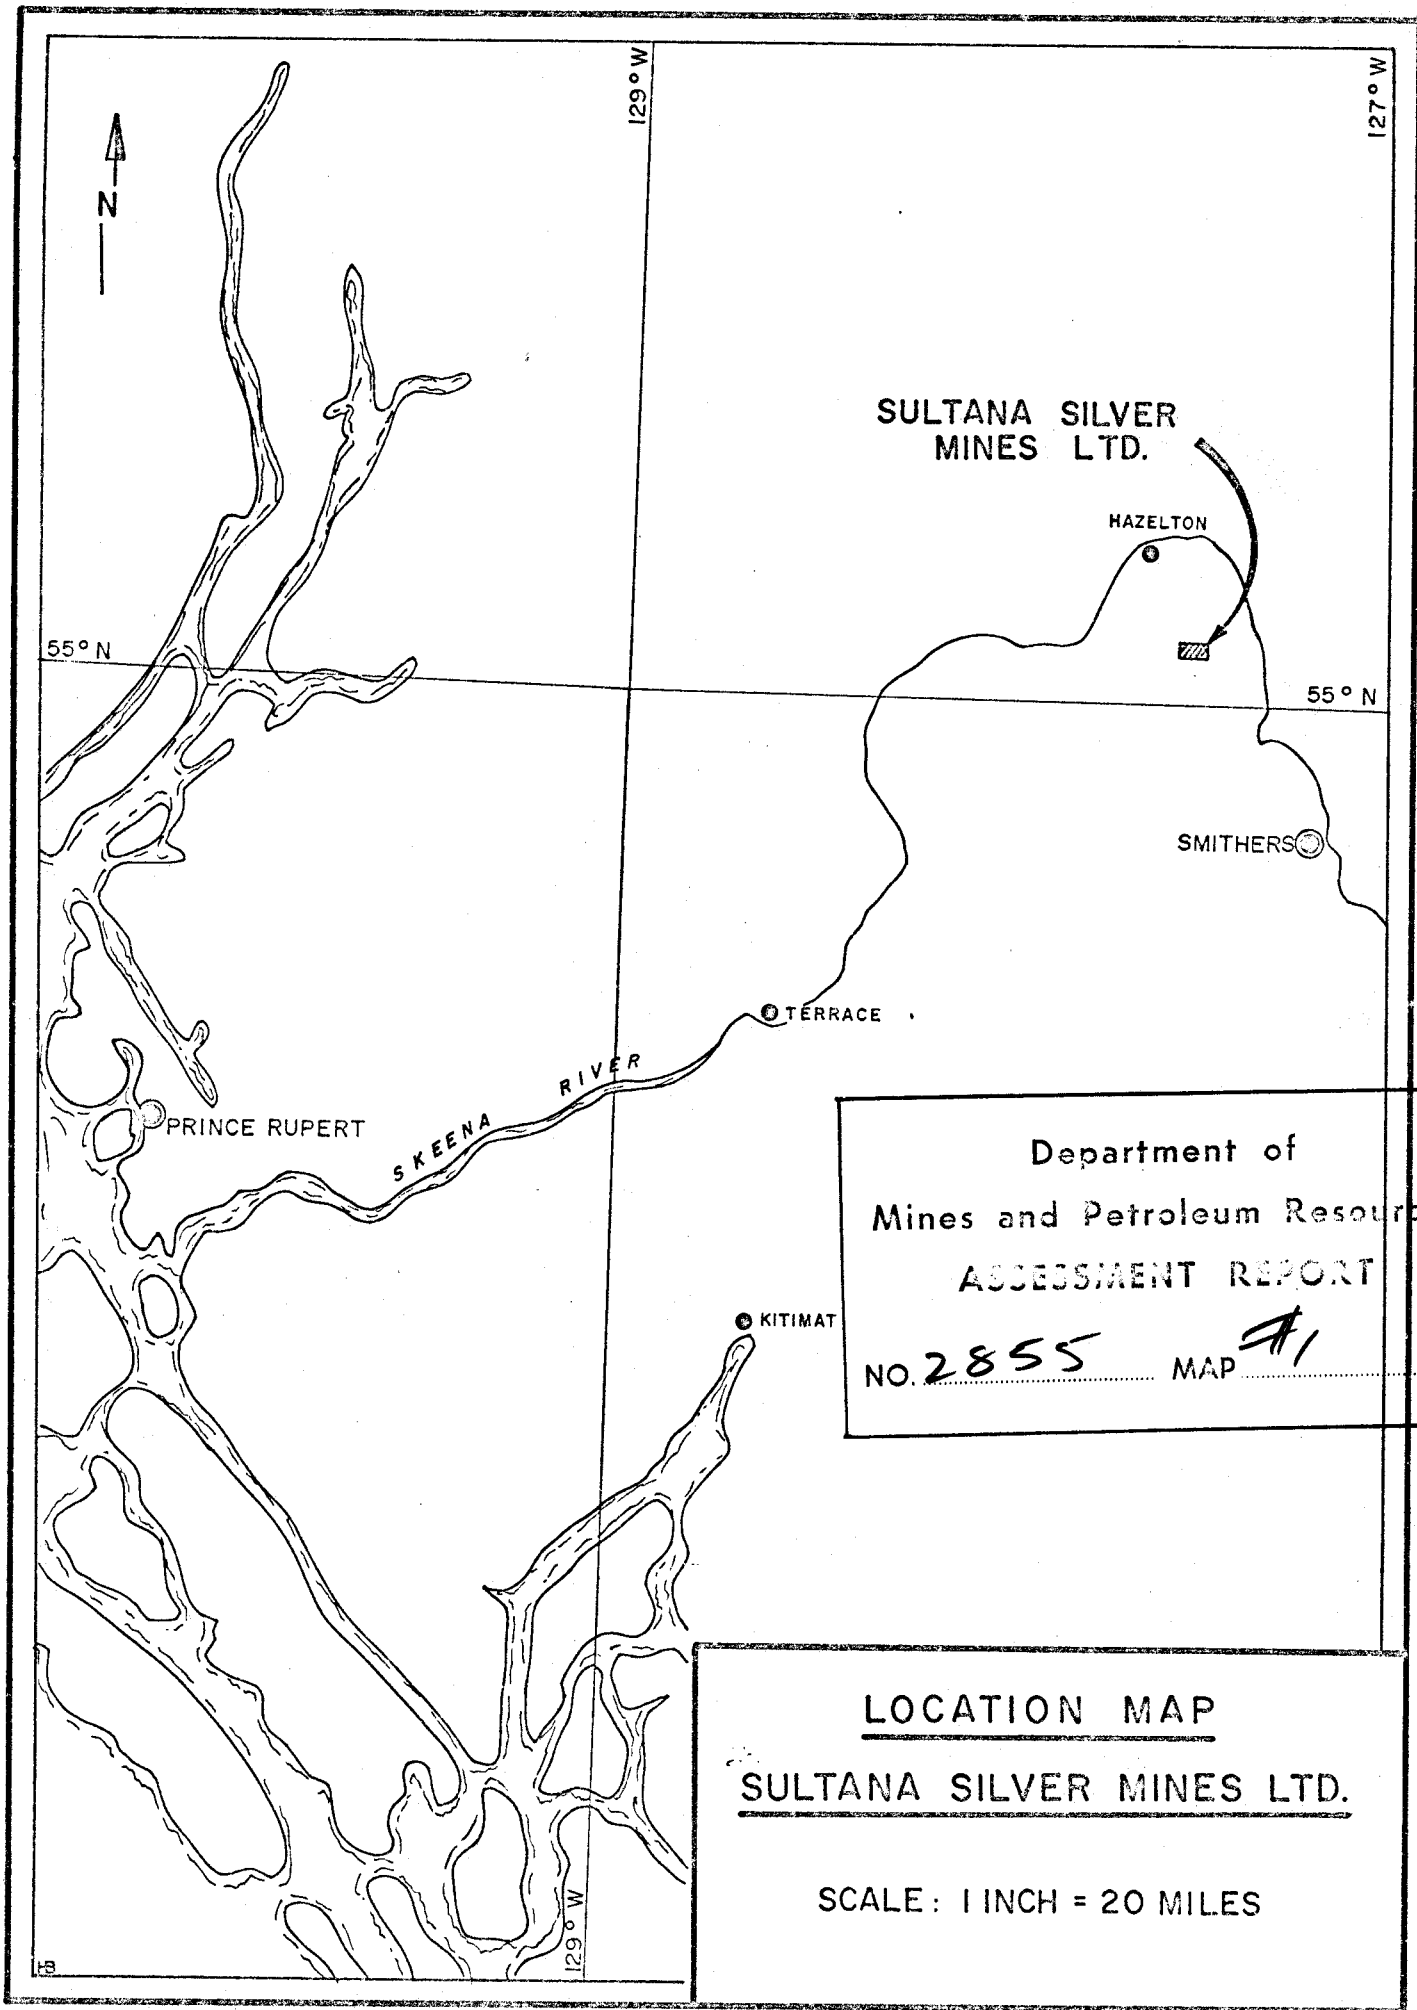 129° W
127° W
N
SULTANA SILVER
MINES LTD.
HAZELTON
55° N
55° N
SMITHERS
TERRACE
SKEENA RIVER
PRINCE RUPERT
Department of
Mines and Petroleum Resourc
ASSESSMENT REPORT
NO. 2855 MAP #1
KITIMAT
LOCATION MAP
SULTANA SILVER MINES LTD.
SCALE: 1 INCH = 20 MILES
129° W
HB